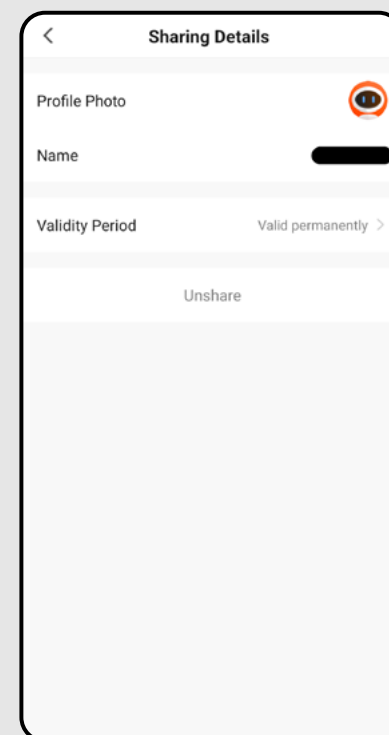 Sharing Details
Profile Photo
Name
Validity Period Valid permanently
Unshare